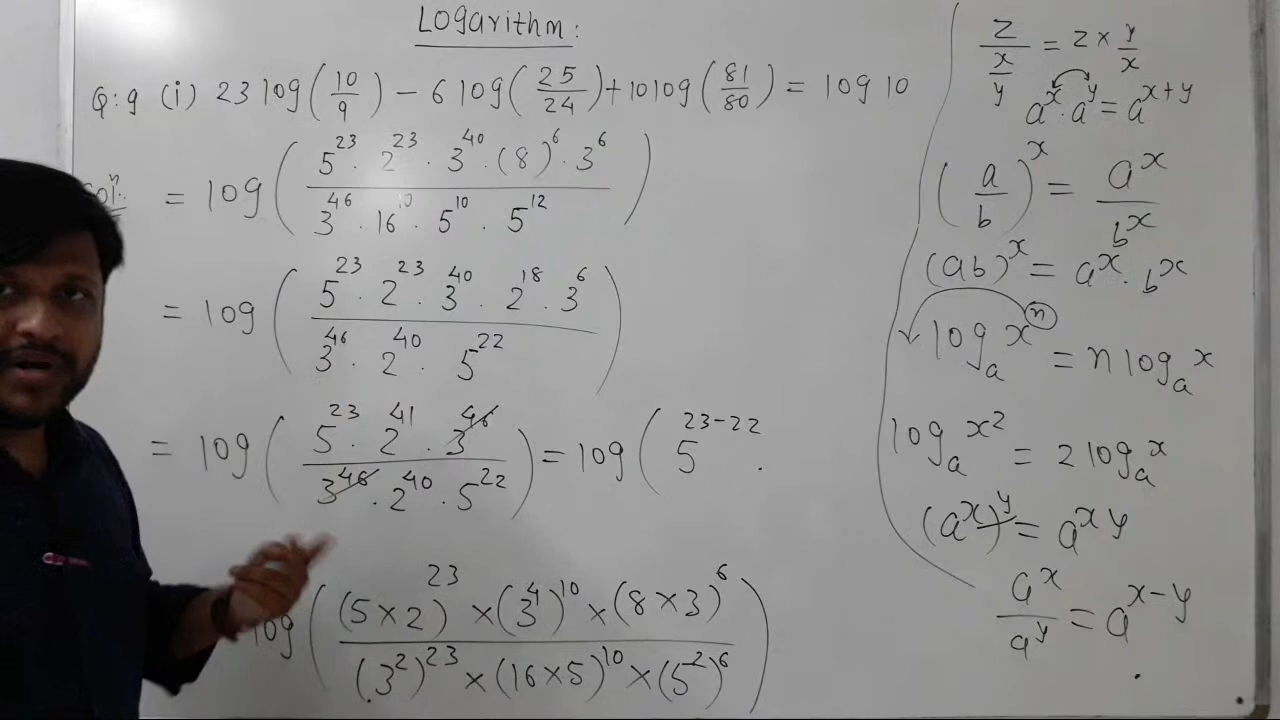 Logarithm:
Q:9 (i) 23 log(10/9) - 6 log(25/24) + 10 log(81/80) = log 10
= log( 5^23 . 2^23 . 3^40 . (8)^6 . 3^6 / 3^46 . 16^10 . 5^10 . 5^12 )
= log( 5^23 . 2^23 . 3^40 . 2^18 . 3^6 / 3^46 . 2^40 5^22 )
= log( 5^23 . 2^41 . 3^46 / 3^46 . 2^40 . 5^22 ) = log( 5^23-22 .
log( (5×2)^23 × (3^4)^10 × (8×3)^6 / (3^2)^23 × (16×5)^10 × (5^2)^6 )
z / (x/y) = z × y/x
a^x . a^y = a^x+y
(a/b)^x = a^x / b^x
(ab)^x = a^x . b^x
log_a x^n = n log_a x
log_a x^2 = 2 log_a x
(a^x)^y = a^xy
a^x / a^y = a^x-y